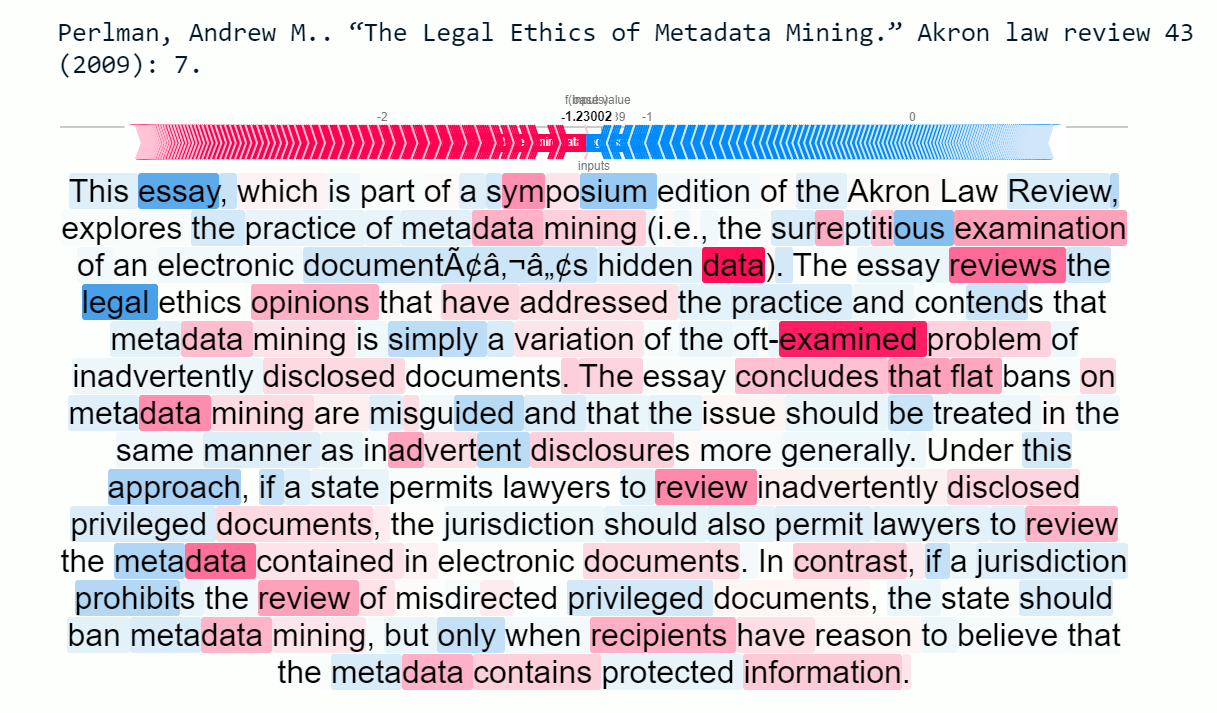 Perlman, Andrew M.. “The Legal Ethics of Metadata Mining.” Akron law review 43
(2009): 7.
-2
-1.23002
-1
0
inputs
This essay, which is part of a symposium edition of the Akron Law Review,
explores the practice of metadata mining (i.e., the surreptitious examination
of an electronic documentÃ¢â‚¬â„¢s hidden data). The essay reviews the
legal ethics opinions that have addressed the practice and contends that
metadata mining is simply a variation of the oft-examined problem of
inadvertently disclosed documents. The essay concludes that flat bans on
metadata mining are misguided and that the issue should be treated in the
same manner as inadvertent disclosures more generally. Under this
approach, if a state permits lawyers to review inadvertently disclosed
privileged documents, the jurisdiction should also permit lawyers to review
the metadata contained in electronic documents. In contrast, if a jurisdiction
prohibits the review of misdirected privileged documents, the state should
ban metadata mining, but only when recipients have reason to believe that
the metadata contains protected information.